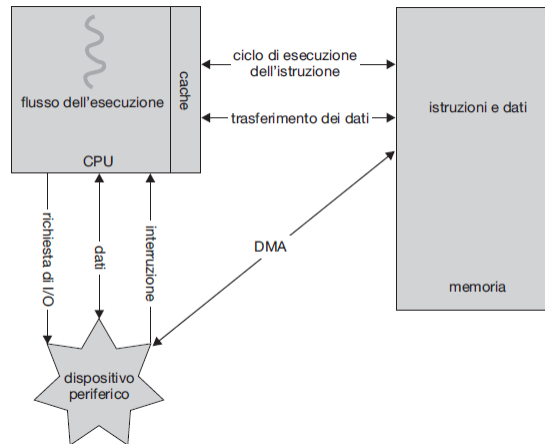 flusso dell'esecuzione
cache
CPU
ciclo di esecuzione
dell'istruzione
trasferimento dei dati
istruzioni e dati
memoria
richiesta di I/O
dati
interruzione
DMA
dispositivo
periferico